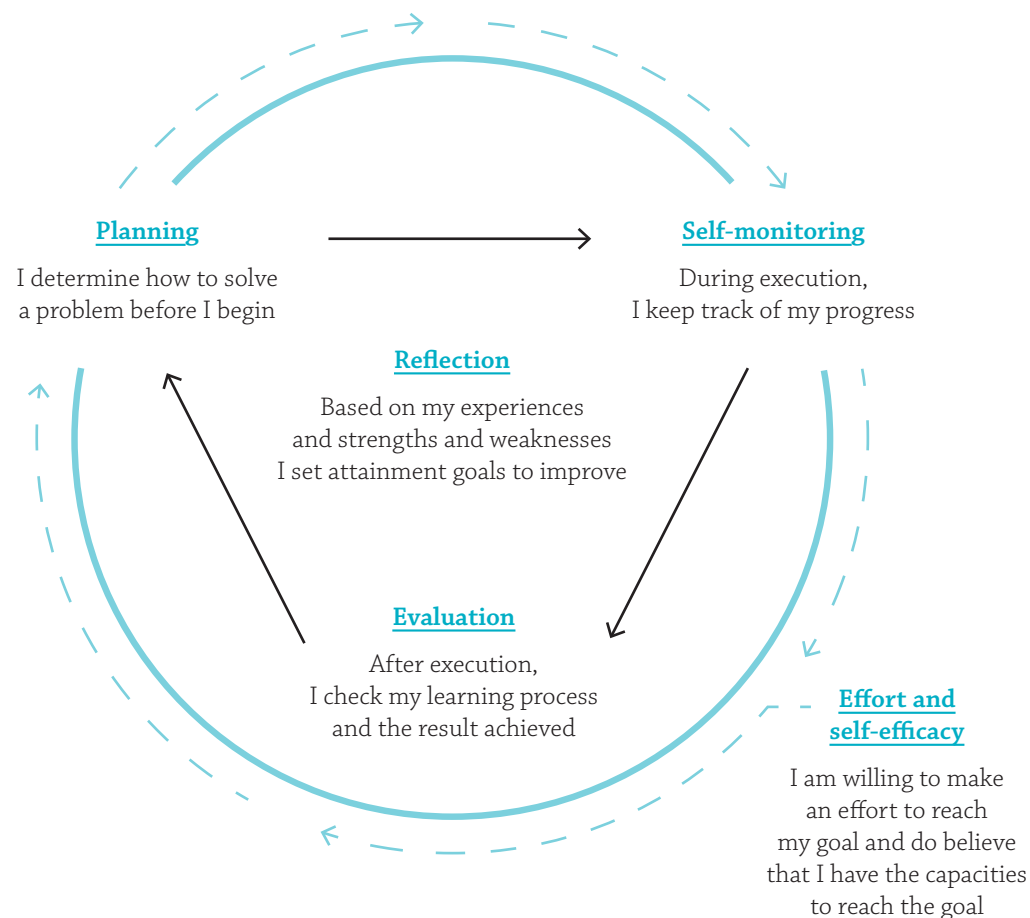 Planning
I determine how to solve
a problem before I begin
Self-monitoring
During execution,
I keep track of my progress
Reflection
Based on my experiences
and strengths and weaknesses
I set attainment goals to improve
Evaluation
After execution,
I check my learning process
and the result achieved
Effort and
self-efficacy
I am willing to make
an effort to reach
my goal and do believe
that I have the capacities
to reach the goal